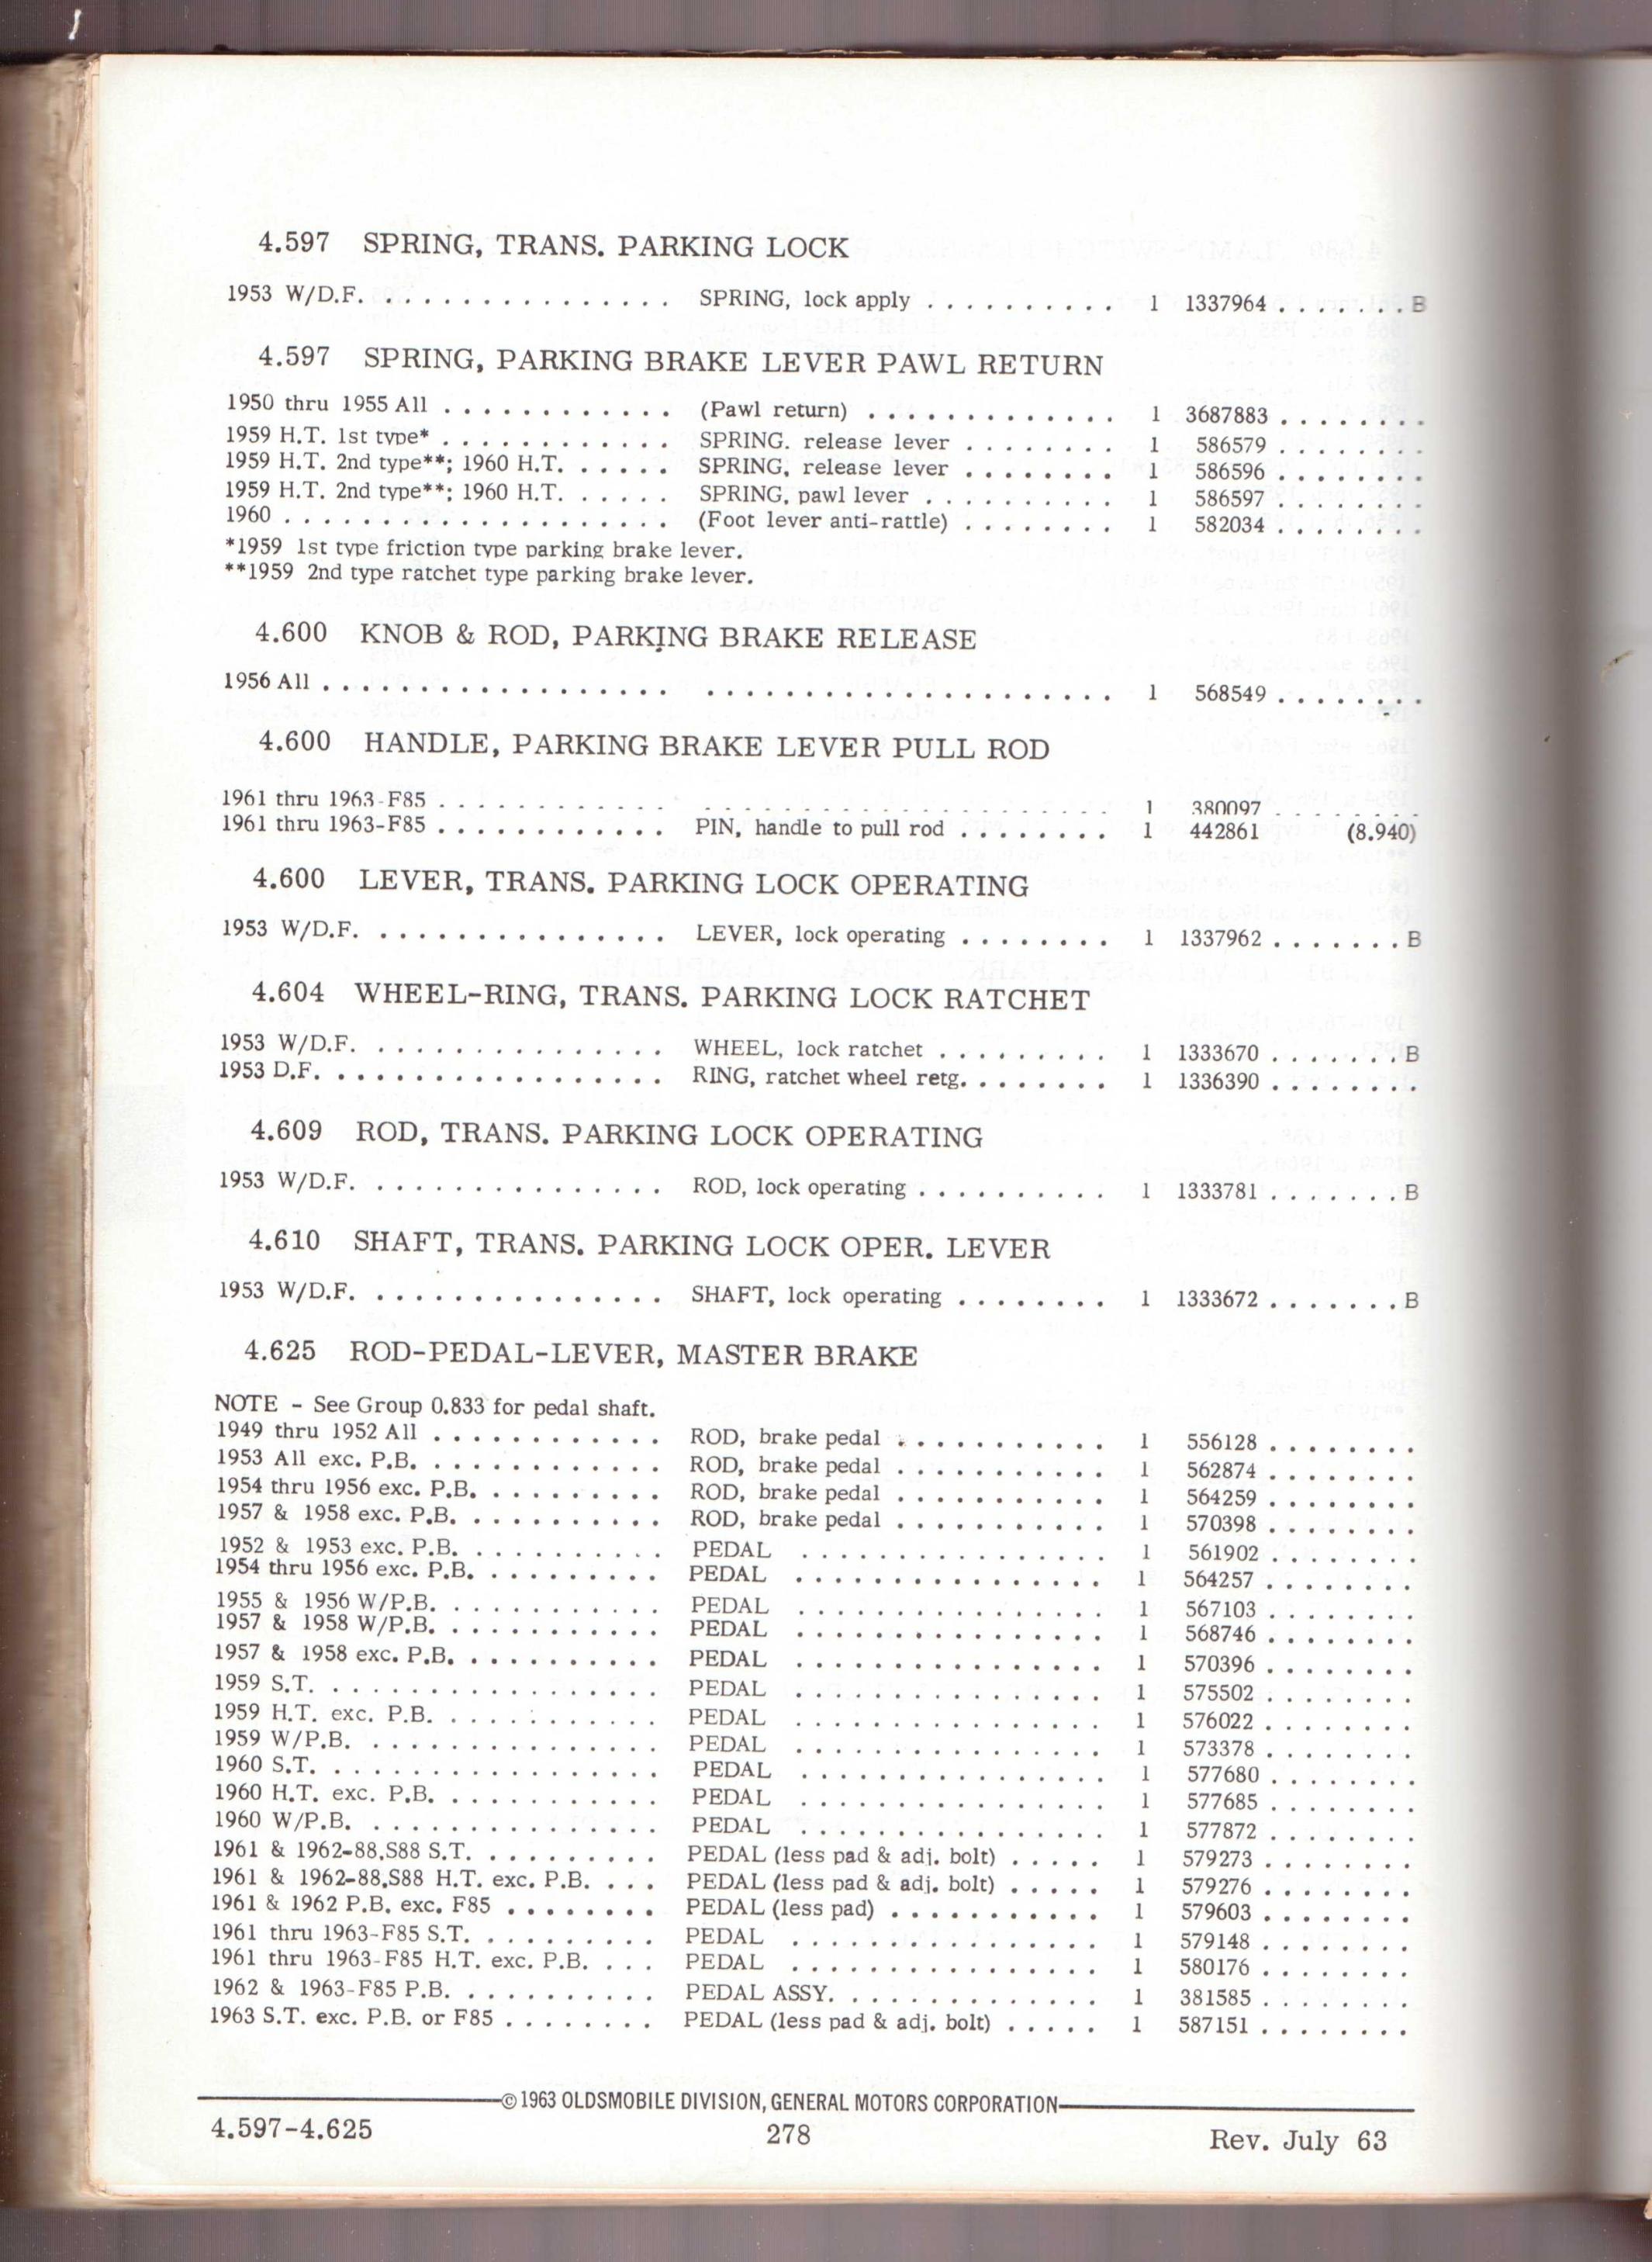 4.597 SPRING, TRANS. PARKING LOCK
1953 W/D.F. . . . . . . . . . . . . . . . SPRING, lock apply . . . . . . . . . . 1 1337964 . . . . . . . B
4.597 SPRING, PARKING BRAKE LEVER PAWL RETURN
1950 thru 1955 All . . . . . . . . . . . . (Pawl return) . . . . . . . . . . . . . 1 3687883 . . . . . . . .
1959 H.T. 1st type* . . . . . . . . . . . . SPRING. release lever . . . . . . . . 1 586579 . . . . . . . .
1959 H.T. 2nd type**; 1960 H.T. . . . . . SPRING, release lever . . . . . . . . 1 586596 . . . . . . . .
1959 H.T. 2nd type**; 1960 H.T. . . . . . SPRING, pawl lever . . . . . . . . . . 1 586597 . . . . . . . .
1960 . . . . . . . . . . . . . . . . . . . . (Foot lever anti-rattle) . . . . . . . . 1 582034 . . . . . . . .
*1959 1st type friction type parking brake lever.
**1959 2nd type ratchet type parking brake lever.
4.600 KNOB & ROD, PARKING BRAKE RELEASE
1956 All . . . . . . . . . . . . . . . . . . . . . . . . . . . . . . . . . . 1 568549 . . . . . . . .
4.600 HANDLE, PARKING BRAKE LEVER PULL ROD
1961 thru 1963-F85 . . . . . . . . . . . . . . . . . . . . . . . . . . . . 1 380097 . . . . . . . .
1961 thru 1963-F85 . . . . . . . . . . . . PIN, handle to pull rod . . . . . . . . 1 442861 (8.940)
4.600 LEVER, TRANS. PARKING LOCK OPERATING
1953 W/D.F. . . . . . . . . . . . . . . . LEVER, lock operating . . . . . . . . 1 1337962 . . . . . . . B
4.604 WHEEL-RING, TRANS. PARKING LOCK RATCHET
1953 W/D.F. . . . . . . . . . . . . . . . WHEEL, lock ratchet . . . . . . . . . 1 1333670 . . . . . . . B
1953 D.F. . . . . . . . . . . . . . . . . . RING, ratchet wheel retg. . . . . . . . 1 1336390 . . . . . . . .
4.609 ROD, TRANS. PARKING LOCK OPERATING
1953 W/D.F. . . . . . . . . . . . . . . . ROD, lock operating . . . . . . . . . . 1 1333781 . . . . . . . B
4.610 SHAFT, TRANS. PARKING LOCK OPER. LEVER
1953 W/D.F. . . . . . . . . . . . . . . . SHAFT, lock operating . . . . . . . . 1 1333672 . . . . . . . B
4.625 ROD-PEDAL-LEVER, MASTER BRAKE
NOTE - See Group 0.833 for pedal shaft.
1949 thru 1952 All . . . . . . . . . . . . ROD, brake pedal . . . . . . . . . . . 1 556128 . . . . . . . .
1953 All exc. P.B. . . . . . . . . . . . . ROD, brake pedal . . . . . . . . . . . 1 562874 . . . . . . . .
1954 thru 1956 exc. P.B. . . . . . . . . . ROD, brake pedal . . . . . . . . . . . 1 564259 . . . . . . . .
1957 & 1958 exc. P.B. . . . . . . . . . . ROD, brake pedal . . . . . . . . . . . 1 570398 . . . . . . . .
1952 & 1953 exc. P.B. . . . . . . . . . . PEDAL . . . . . . . . . . . . . . . . 1 561902 . . . . . . . .
1954 thru 1956 exc. P.B. . . . . . . . . . PEDAL . . . . . . . . . . . . . . . . 1 564257 . . . . . . . .
1955 & 1956 W/P.B. . . . . . . . . . . . PEDAL . . . . . . . . . . . . . . . . 1 567103 . . . . . . . .
1957 & 1958 W/P.B. . . . . . . . . . . . PEDAL . . . . . . . . . . . . . . . . 1 568746 . . . . . . . .
1957 & 1958 exc. P.B. . . . . . . . . . . PEDAL . . . . . . . . . . . . . . . . 1 570396 . . . . . . . .
1959 S.T. . . . . . . . . . . . . . . . . . PEDAL . . . . . . . . . . . . . . . . 1 575502 . . . . . . . .
1959 H.T. exc. P.B. . . . . . . . . . . . PEDAL . . . . . . . . . . . . . . . . 1 576022 . . . . . . . .
1959 W/P.B. . . . . . . . . . . . . . . . PEDAL . . . . . . . . . . . . . . . . 1 573378 . . . . . . . .
1960 S.T. . . . . . . . . . . . . . . . . . PEDAL . . . . . . . . . . . . . . . . 1 577680 . . . . . . . .
1960 H.T. exc. P.B. . . . . . . . . . . . PEDAL . . . . . . . . . . . . . . . . 1 577685 . . . . . . . .
1960 W/P.B. . . . . . . . . . . . . . . . PEDAL . . . . . . . . . . . . . . . . 1 577872 . . . . . . . .
1961 & 1962-88,S88 S.T. . . . . . . . . . PEDAL (less pad & adj. bolt) . . . . . 1 579273 . . . . . . . .
1961 & 1962-88,S88 H.T. exc. P.B. . . . PEDAL (less pad & adj. bolt) . . . . . 1 579276 . . . . . . . .
1961 & 1962 P.B. exc. F85 . . . . . . . . PEDAL (less pad) . . . . . . . . . . . 1 579603 . . . . . . . .
1961 thru 1963-F85 S.T. . . . . . . . . . PEDAL . . . . . . . . . . . . . . . . 1 579148 . . . . . . . .
1961 thru 1963-F85 H.T. exc. P.B. . . . PEDAL . . . . . . . . . . . . . . . . 1 580176 . . . . . . . .
1962 & 1963-F85 P.B. . . . . . . . . . . PEDAL ASSY. . . . . . . . . . . . . . 1 381585 . . . . . . . .
1963 S.T. exc. P.B. or F85 . . . . . . . . PEDAL (less pad & adj. bolt) . . . . . 1 587151 . . . . . . . .
©1963 OLDSMOBILE DIVISION, GENERAL MOTORS CORPORATION
4.597-4.625 278 Rev. July 63